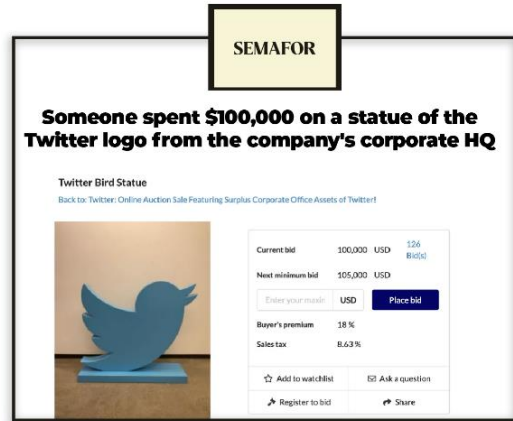 SEMAFOR
Someone spent $100,000 on a statue of the
Twitter logo from the company's corporate HQ
Twitter Bird Statue
Back to: Twitter: Online Auction Sale Featuring Surplus Corporate Office Assets of Twitter!
Current bid 100,000 USD 126
Bid(s)
Next minimum bid 105,000 USD
Enter your maxim USD Place bid
Buyer's premium 18 %
Sales tax 8.63 %
Add to watchlist Ask a question
Register to bid Share